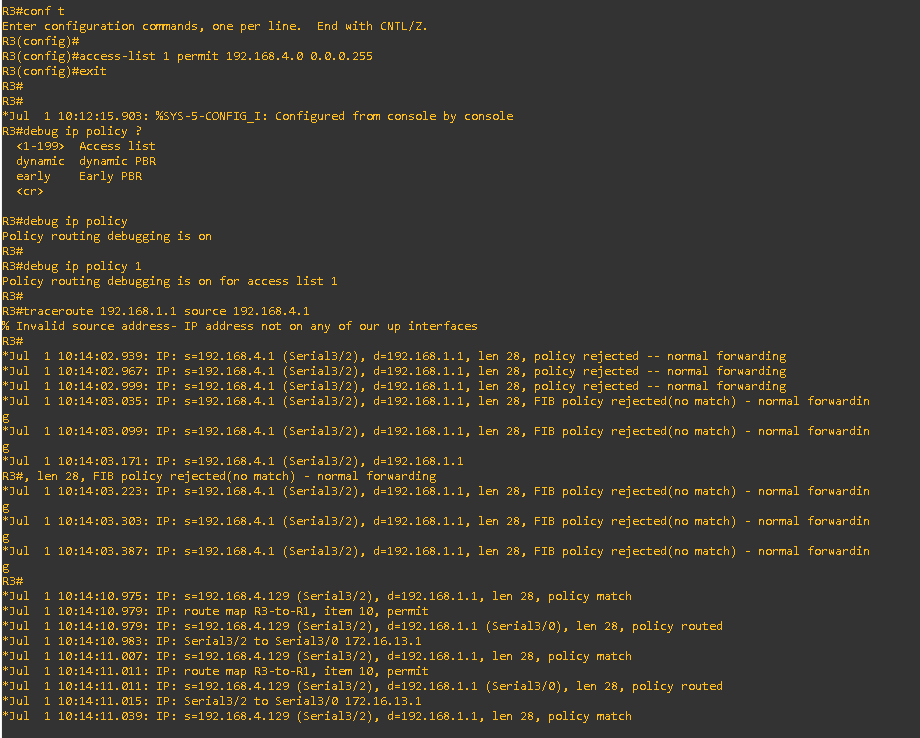 R3#conf t
Enter configuration commands, one per line.  End with CNTL/Z.
R3(config)#
R3(config)#access-list 1 permit 192.168.4.0 0.0.0.255
R3(config)#exit
R3#
R3#
*Jul  1 10:12:15.903: %SYS-5-CONFIG_I: Configured from console by console
R3#debug ip policy ?
  <1-199>  Access list
  dynamic  dynamic PBR
  early    Early PBR
  <cr>

R3#debug ip policy
Policy routing debugging is on
R3#
R3#debug ip policy 1
Policy routing debugging is on for access list 1
R3#
R3#traceroute 192.168.1.1 source 192.168.4.1
% Invalid source address- IP address not on any of our up interfaces
R3#
*Jul  1 10:14:02.939: IP: s=192.168.4.1 (Serial3/2), d=192.168.1.1, len 28, policy rejected -- normal forwarding
*Jul  1 10:14:02.967: IP: s=192.168.4.1 (Serial3/2), d=192.168.1.1, len 28, policy rejected -- normal forwarding
*Jul  1 10:14:02.999: IP: s=192.168.4.1 (Serial3/2), d=192.168.1.1, len 28, policy rejected -- normal forwarding
*Jul  1 10:14:03.035: IP: s=192.168.4.1 (Serial3/2), d=192.168.1.1, len 28, FIB policy rejected(no match) - normal forwardin
g
*Jul  1 10:14:03.099: IP: s=192.168.4.1 (Serial3/2), d=192.168.1.1, len 28, FIB policy rejected(no match) - normal forwardin
g
*Jul  1 10:14:03.171: IP: s=192.168.4.1 (Serial3/2), d=192.168.1.1
R3#, len 28, FIB policy rejected(no match) - normal forwarding
*Jul  1 10:14:03.223: IP: s=192.168.4.1 (Serial3/2), d=192.168.1.1, len 28, FIB policy rejected(no match) - normal forwardin
g
*Jul  1 10:14:03.303: IP: s=192.168.4.1 (Serial3/2), d=192.168.1.1, len 28, FIB policy rejected(no match) - normal forwardin
g
*Jul  1 10:14:03.387: IP: s=192.168.4.1 (Serial3/2), d=192.168.1.1, len 28, FIB policy rejected(no match) - normal forwardin
g
R3#
*Jul  1 10:14:10.975: IP: s=192.168.4.129 (Serial3/2), d=192.168.1.1, len 28, policy match
*Jul  1 10:14:10.979: IP: route map R3-to-R1, item 10, permit
*Jul  1 10:14:10.979: IP: s=192.168.4.129 (Serial3/2), d=192.168.1.1 (Serial3/0), len 28, policy routed
*Jul  1 10:14:10.983: IP: Serial3/2 to Serial3/0 172.16.13.1
*Jul  1 10:14:11.007: IP: s=192.168.4.129 (Serial3/2), d=192.168.1.1, len 28, policy match
*Jul  1 10:14:11.011: IP: route map R3-to-R1, item 10, permit
*Jul  1 10:14:11.011: IP: s=192.168.4.129 (Serial3/2), d=192.168.1.1 (Serial3/0), len 28, policy routed
*Jul  1 10:14:11.015: IP: Serial3/2 to Serial3/0 172.16.13.1
*Jul  1 10:14:11.039: IP: s=192.168.4.129 (Serial3/2), d=192.168.1.1, len 28, policy match